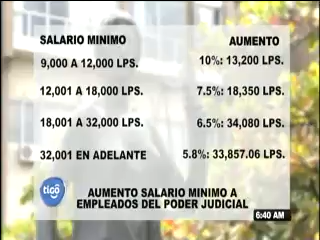 SALARIO MINIMO AUMENTO
9,000 A 12,000 LPS. 10%: 13,200 LPS.
12,001 A 18,000 LPS. 7.5%: 18,350 LPS.
18,001 A 32,000 LPS. 6.5%: 34,080 LPS.
32,001 EN ADELANTE 5.8%: 33,857.06 LPS.
tigo
AUMENTO SALARIO MINIMO A
EMPLEADOS DEL PODER JUDICIAL
6:40 AM